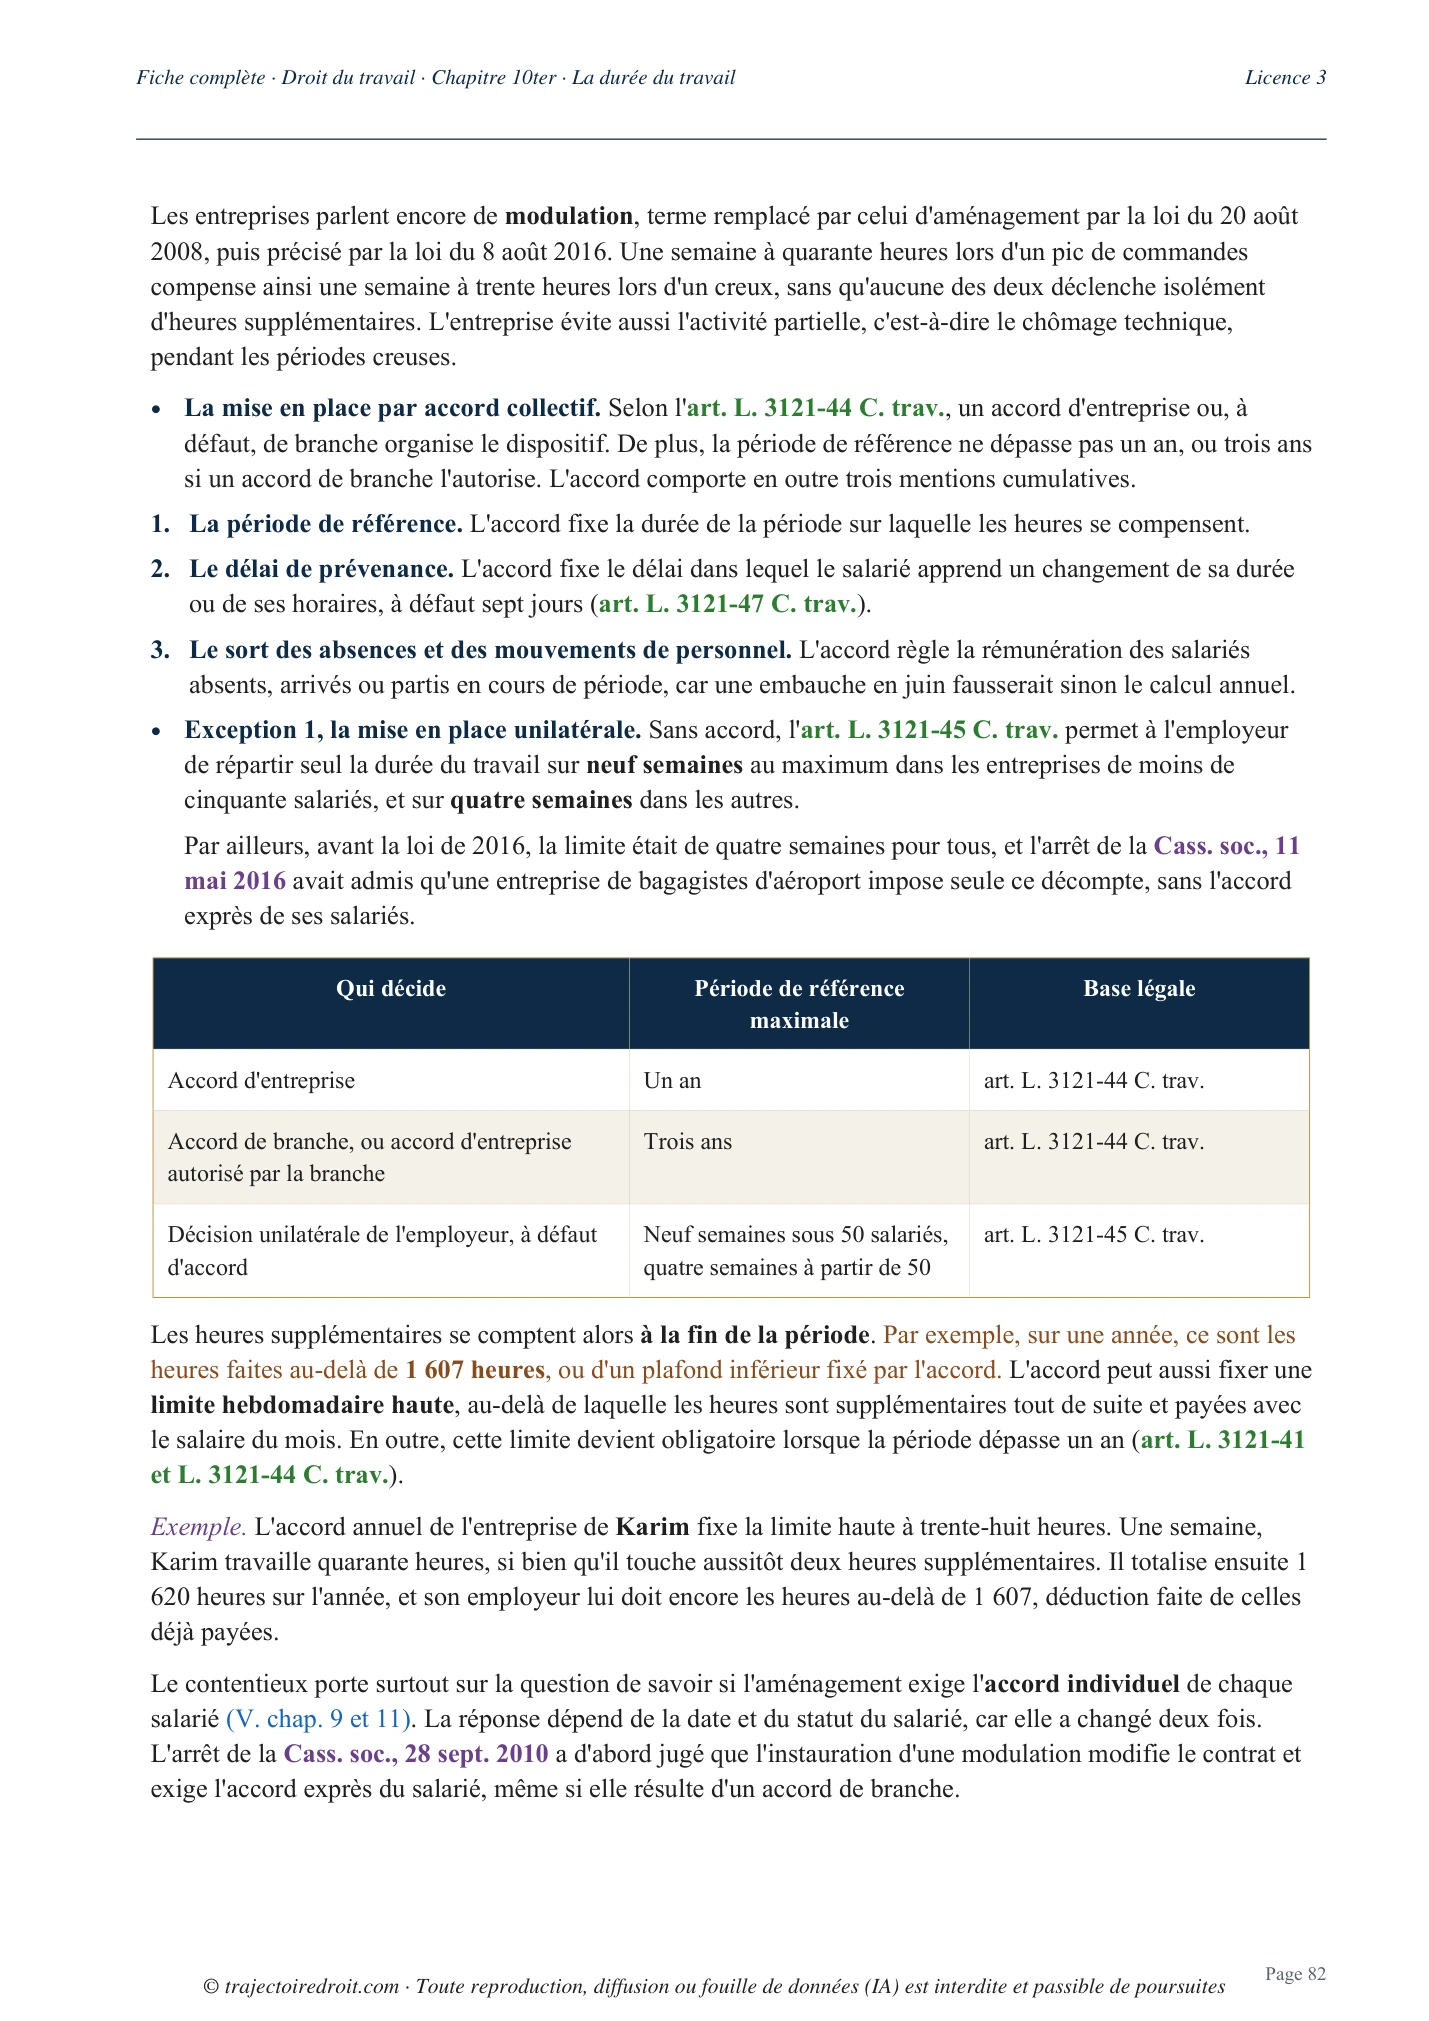 Fiche complète · Droit du travail · Chapitre 10ter · La durée du travail
Licence 3
Les entreprises parlent encore de modulation, terme remplacé par celui d'aménagement par la loi du 20 août
2008, puis précisé par la loi du 8 août 2016. Une semaine à quarante heures lors d'un pic de commandes
compense ainsi une semaine à trente heures lors d'un creux, sans qu'aucune des deux déclenche isolément
d'heures supplémentaires. L'entreprise évite aussi l'activité partielle, c'est-à-dire le chômage technique,
pendant les périodes creuses.
• La mise en place par accord collectif. Selon l'art. L. 3121-44 C. trav., un accord d'entreprise ou, à
défaut, de branche organise le dispositif. De plus, la période de référence ne dépasse pas un an, ou trois ans
si un accord de branche l'autorise. L'accord comporte en outre trois mentions cumulatives.
1. La période de référence. L'accord fixe la durée de la période sur laquelle les heures se compensent.
2. Le délai de prévenance. L'accord fixe le délai dans lequel le salarié apprend un changement de sa durée
ou de ses horaires, à défaut sept jours (art. L. 3121-47 C. trav.).
3. Le sort des absences et des mouvements de personnel. L'accord règle la rémunération des salariés
absents, arrivés ou partis en cours de période, car une embauche en juin fausserait sinon le calcul annuel.
• Exception 1, la mise en place unilatérale. Sans accord, l'art. L. 3121-45 C. trav. permet à l'employeur
de répartir seul la durée du travail sur neuf semaines au maximum dans les entreprises de moins de
cinquante salariés, et sur quatre semaines dans les autres.
Par ailleurs, avant la loi de 2016, la limite était de quatre semaines pour tous, et l'arrêt de la Cass. soc., 11
mai 2016 avait admis qu'une entreprise de bagagistes d'aéroport impose seule ce décompte, sans l'accord
exprès de ses salariés.
Qui décide
Période de référence
maximale
Base légale
Accord d'entreprise
Un an
art. L. 3121-44 C. trav.
Accord de branche, ou accord d'entreprise
autorisé par la branche
Trois ans
art. L. 3121-44 C. trav.
Décision unilatérale de l'employeur, à défaut
d'accord
Neuf semaines sous 50 salariés,
quatre semaines à partir de 50
art. L. 3121-45 C. trav.
Les heures supplémentaires se comptent alors à la fin de la période. Par exemple, sur une année, ce sont les
heures faites au-delà de 1 607 heures, ou d'un plafond inférieur fixé par l'accord. L'accord peut aussi fixer une
limite hebdomadaire haute, au-delà de laquelle les heures sont supplémentaires tout de suite et payées avec
le salaire du mois. En outre, cette limite devient obligatoire lorsque la période dépasse un an (art. L. 3121-41
et L. 3121-44 C. trav.).
Exemple. L'accord annuel de l'entreprise de Karim fixe la limite haute à trente-huit heures. Une semaine,
Karim travaille quarante heures, si bien qu'il touche aussitôt deux heures supplémentaires. Il totalise ensuite 1
620 heures sur l'année, et son employeur lui doit encore les heures au-delà de 1 607, déduction faite de celles
déjà payées.
Le contentieux porte surtout sur la question de savoir si l'aménagement exige l'accord individuel de chaque
salarié (V. chap. 9 et 11). La réponse dépend de la date et du statut du salarié, car elle a changé deux fois.
L'arrêt de la Cass. soc., 28 sept. 2010 a d'abord jugé que l'instauration d'une modulation modifie le contrat et
exige l'accord exprès du salarié, même si elle résulte d'un accord de branche.
© trajectoiredroit.com · Toute reproduction, diffusion ou fouille de données (IA) est interdite et passible de poursuites
Page 82